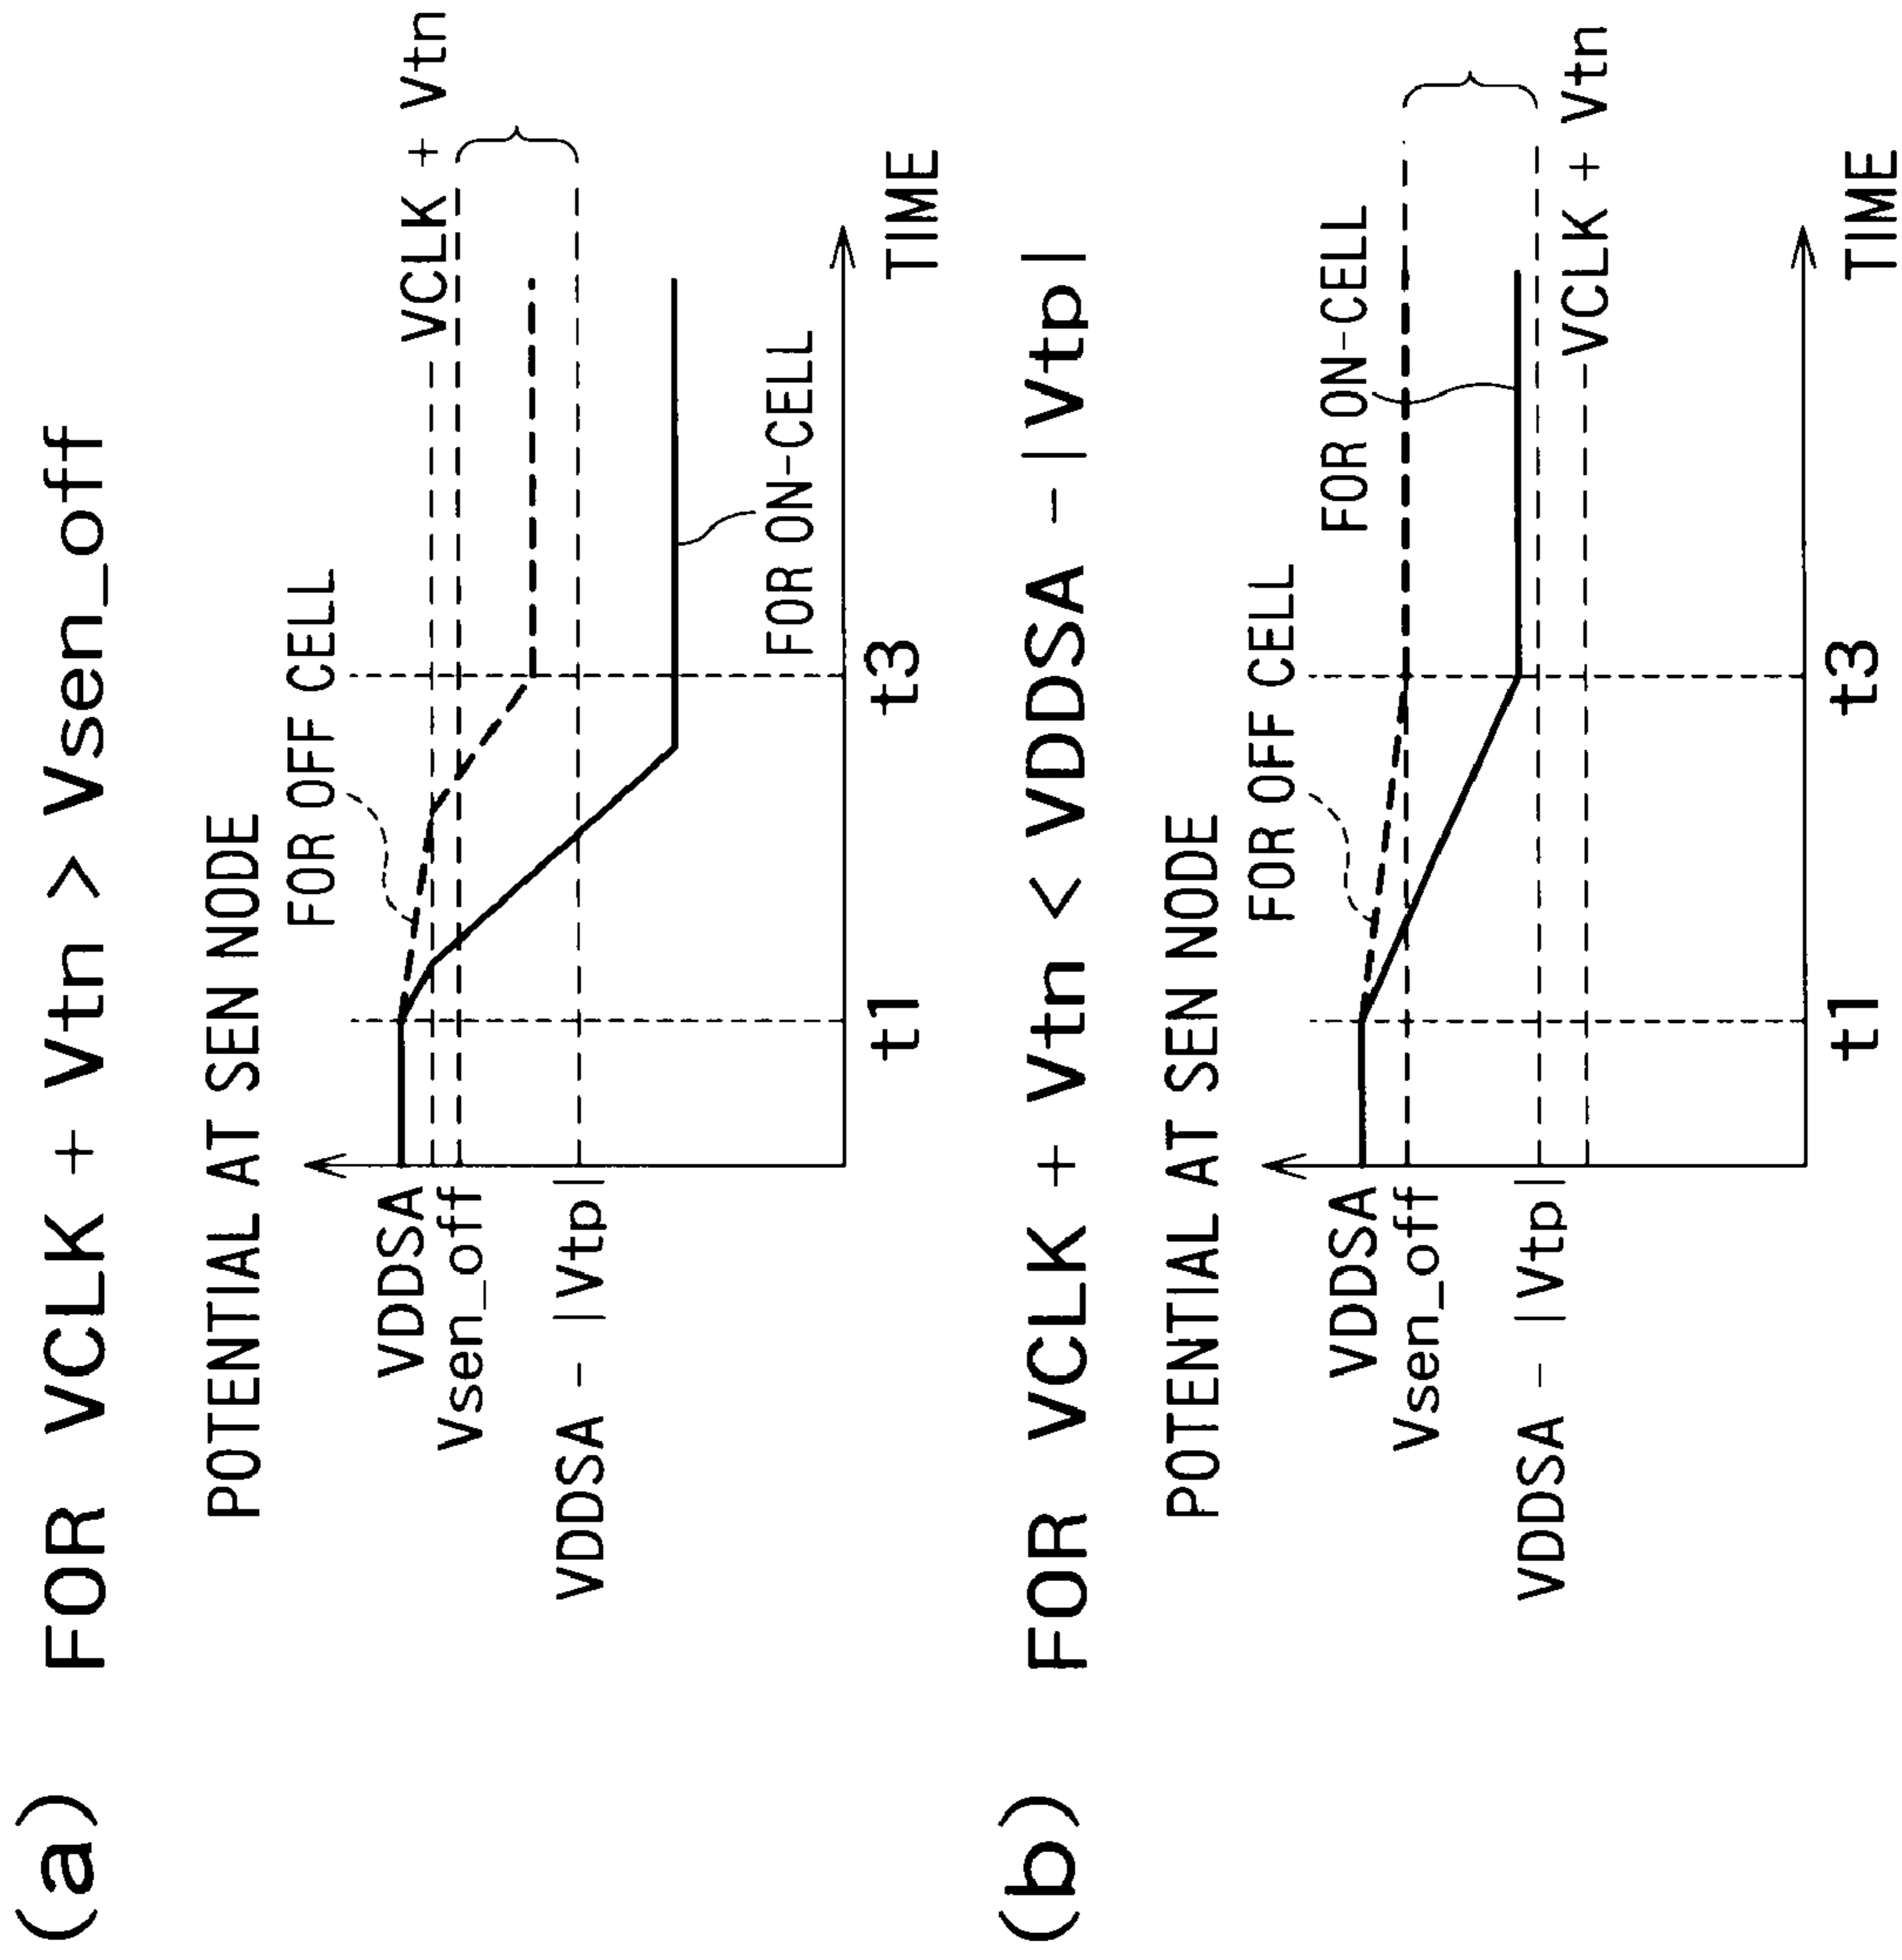 (a) FOR VCLK + Vtn > Vsen_off
POTENTIAL AT SEN NODE
FOR OFF CELL
VCLK + Vtn
VDDSA
Vsen_off
VDDSA - |Vtp|
FOR ON-CELL
t1
t3
TIME
(b) FOR VCLK + Vtn < VDDSA - |Vtp|
POTENTIAL AT SEN NODE
FOR OFF CELL
FOR ON-CELL
VDDSA
Vsen_off
VDDSA - |Vtp|
VCLK + Vtn
t1
t3
TIME